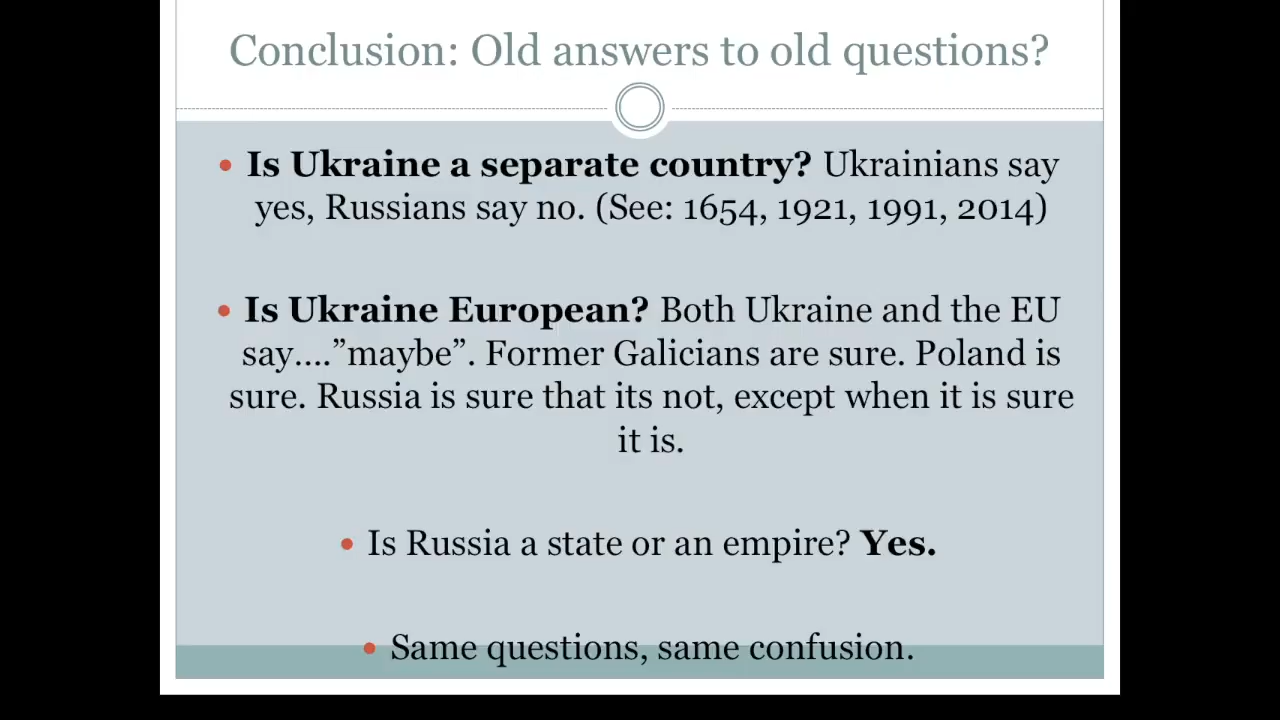 Conclusion: Old answers to old questions?
• Is Ukraine a separate country? Ukrainians say
yes, Russians say no. (See: 1654, 1921, 1991, 2014)
• Is Ukraine European? Both Ukraine and the EU
say....”maybe”. Former Galicians are sure. Poland is
sure. Russia is sure that its not, except when it is sure
it is.
• Is Russia a state or an empire? Yes.
• Same questions, same confusion.